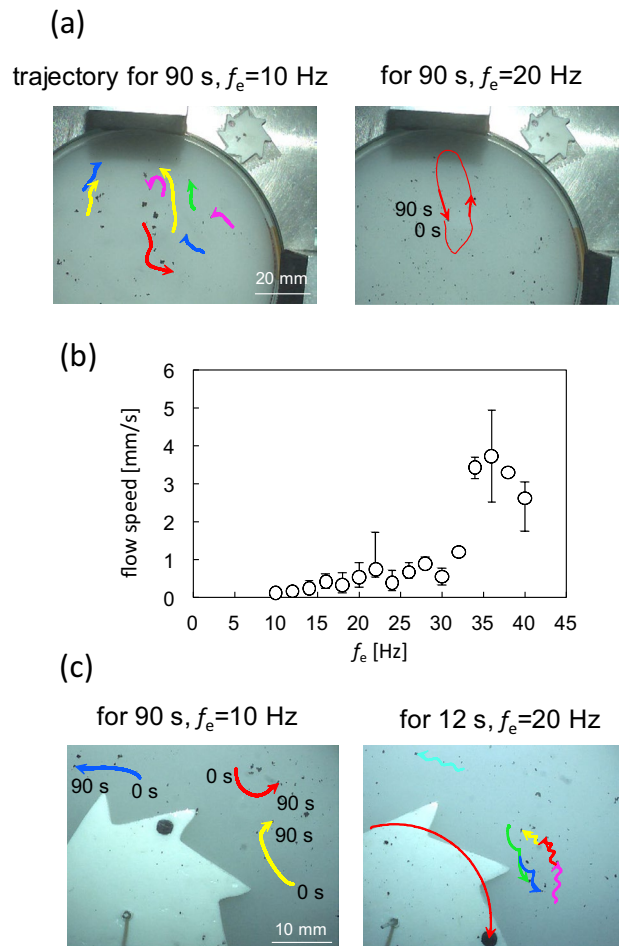 (a)
trajectory for 90 s, fe=10 Hz
for 90 s, fe=20 Hz
90 s
0 s
20 mm
(b)
6
5
4
3
2
1
0
flow speed [mm/s]
0 5 10 15 20 25 30 35 40 45
fe [Hz]
(c)
for 90 s, fe=10 Hz
for 12 s, fe=20 Hz
90 s
0 s
0 s
90 s
90 s
0 s
10 mm